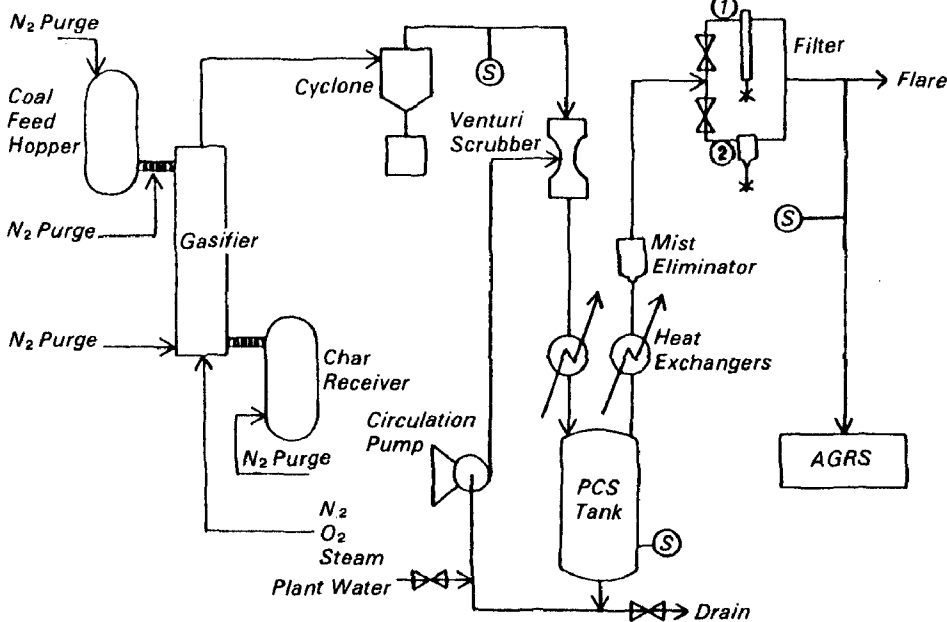 N₂ Purge
Coal
Feed
Hopper
N₂ Purge
Gasifier
N₂ Purge
Char
Receiver
N₂ Purge
N₂
O₂
Steam
Plant Water
Cyclone
S
Venturi
Scrubber
Circulation
Pump
PCS
Tank
S
Drain
Heat
Exchangers
Mist
Eliminator
1
2
Filter
Flare
S
AGRS